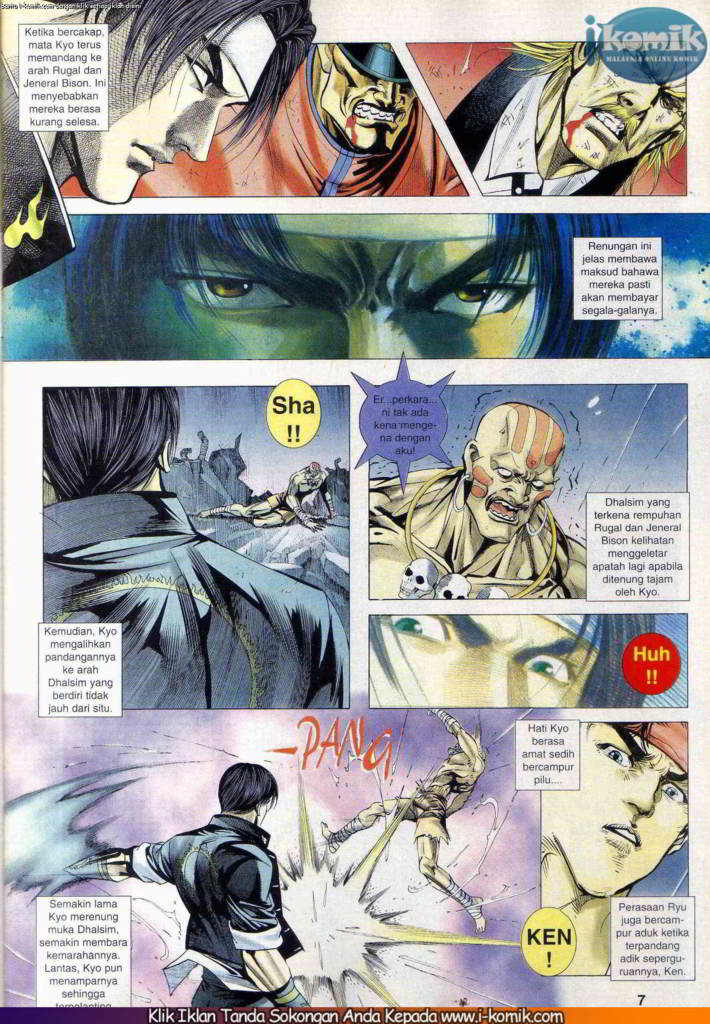 Ketika bercakap,
mata Kyo terus
memandang ke
arah Rugal dan
Jeneral Bison. Ini
menyebabkan
mereka berasa
kurang selesa.
ikomik
MALAYSIA ONLINE KOMIK
Renungan ini
jelas membawa
maksud bahawa
mereka pasti
akan membayar
segala-galanya.
Sha
!!
Er...perkara...
ni tak ada
kena menge-
na dengan
aku!
Dhalsim yang
terkena rempuhan
Rugal dan Jeneral
Bison kelihatan
menggeletar
apatah lagi apabila
ditenung tajam
oleh Kyo.
Kemudian, Kyo
mengalihkan
pandangannya
ke arah
Dhalsim yang
berdiri tidak
jauh dari situ.
Huh
!!
-PANG
Hati Kyo
berasa
amat sedih
bercampur
pilu....
Semakin lama
Kyo merenung
muka Dhalsim,
semakin membara
kemarahannya.
Lantas, Kyo pun
menamparnya
sehingga
terpelanting
KEN
!
Perasaan Ryu
juga bercam-
pur aduk ketika
terpandang
adik sepergu-
ruannya, Ken.
7
Klik Iklan Tanda Sokongan Anda Kepada www.i-komik.com